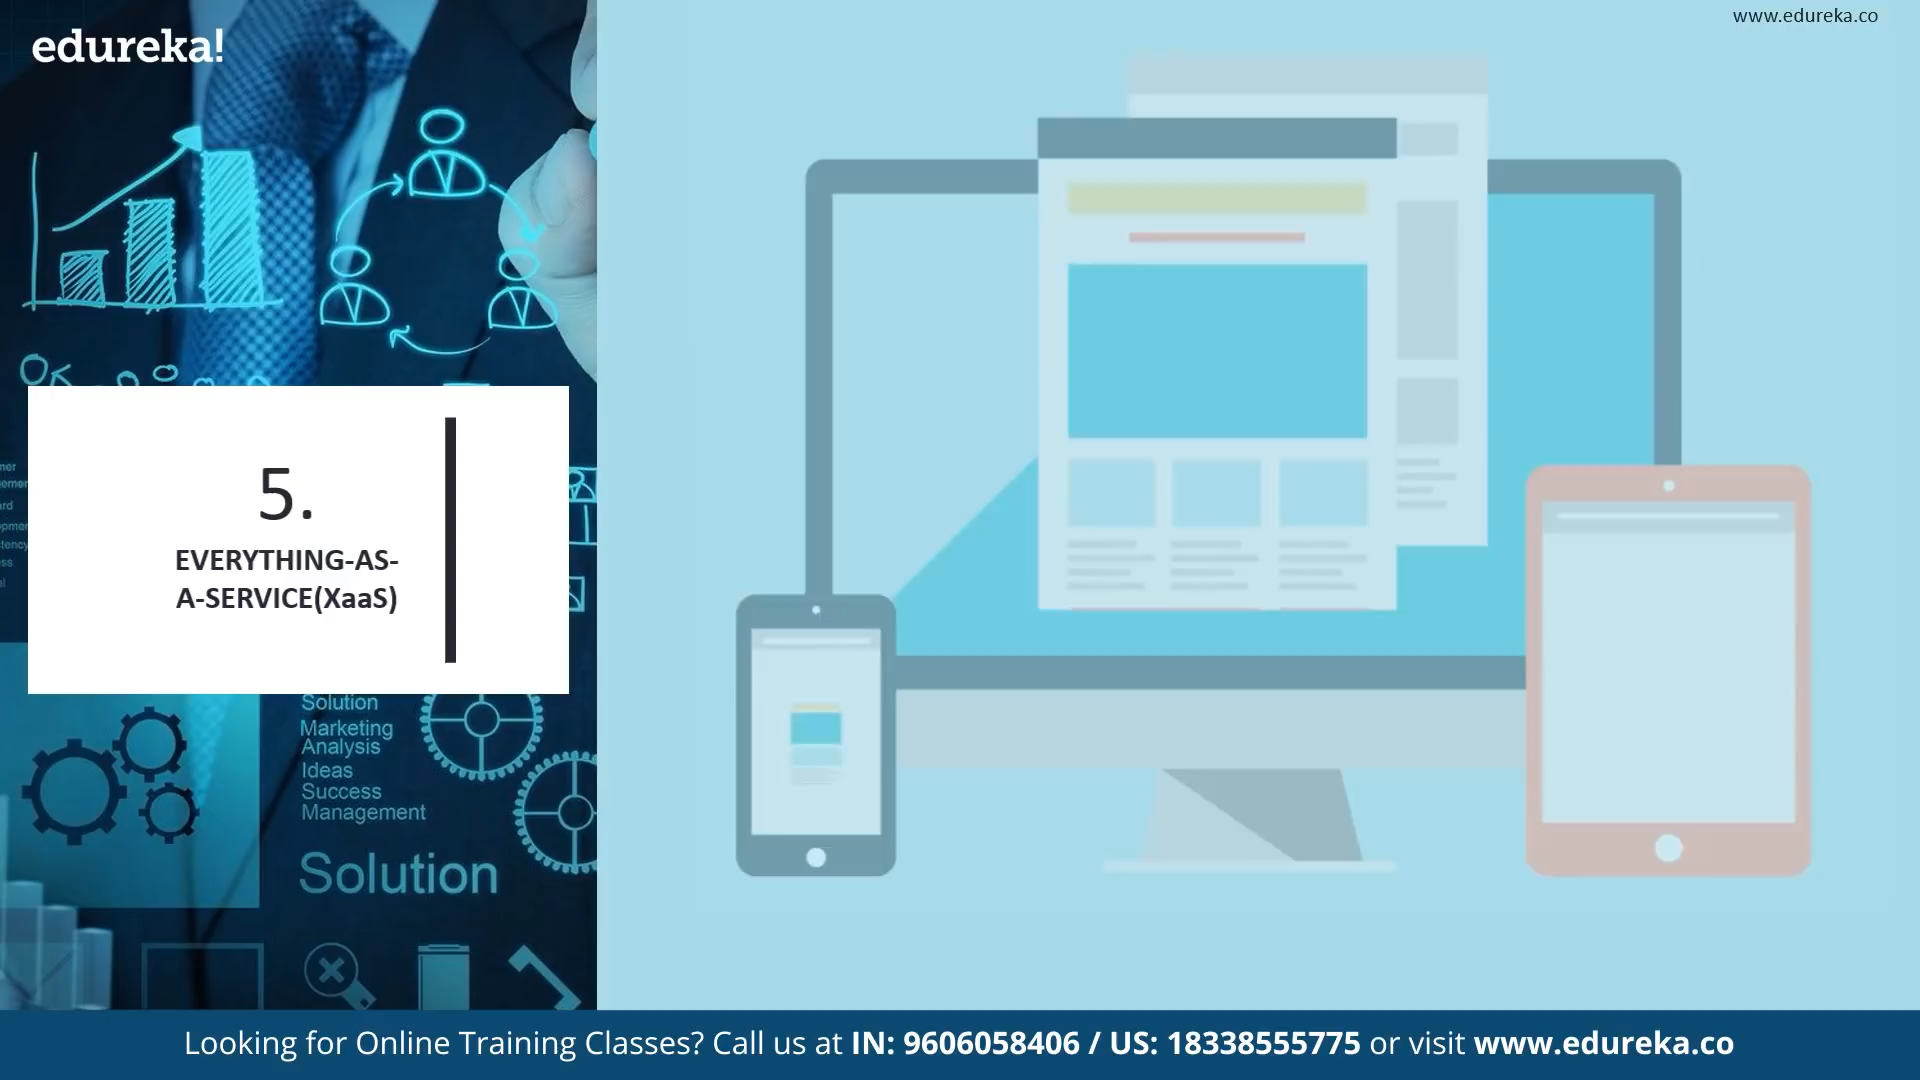 www.edureka.co
edureka!
5.
EVERYTHING-AS-
A-SERVICE(XaaS)
Solution
Marketing
Analysis
Ideas
Success
Management
Solution
Looking for Online Training Classes? Call us at IN: 9606058406 / US: 18338555775 or visit www.edureka.co